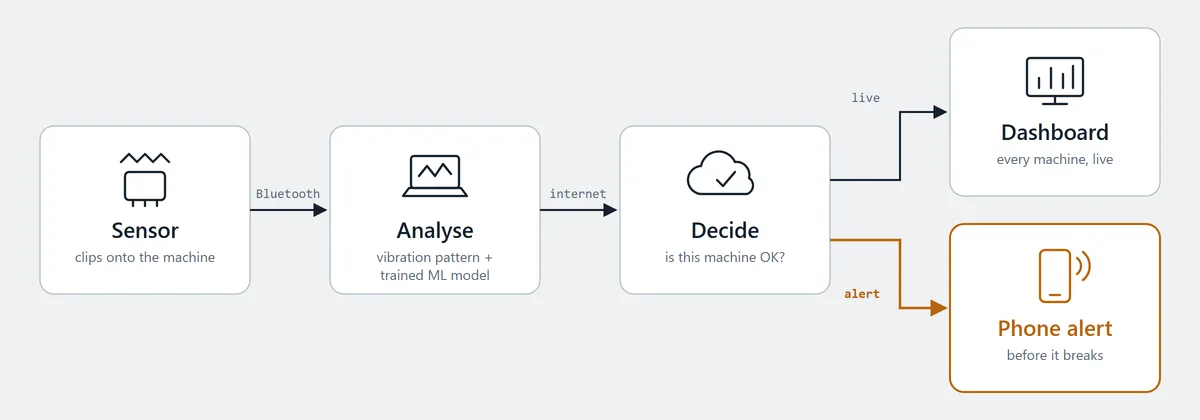 Sensor
clips onto the machine
Bluetooth
Analyse
vibration pattern +
trained ML model
internet
Decide
is this machine OK?
live
Dashboard
every machine, live
alert
Phone alert
before it breaks